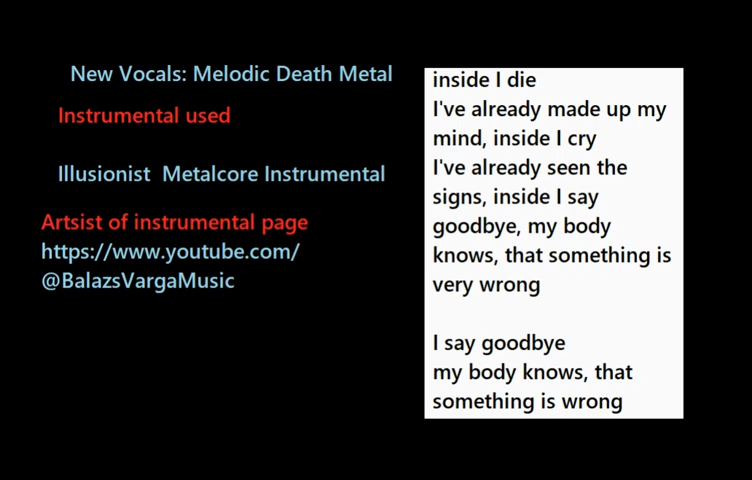 New Vocals: Melodic Death Metal
Instrumental used
Illusionist  Metalcore Instrumental
Artsist of instrumental page
https://www.youtube.com/
@BalazsVargaMusic
inside I die
I've already made up my
mind, inside I cry
I've already seen the
signs, inside I say
goodbye, my body
knows, that something is
very wrong
I say goodbye
my body knows, that
something is wrong